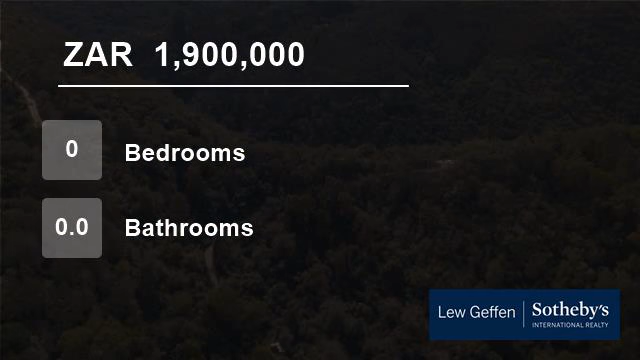 ZAR 1,900,000
0 Bedrooms
0.0 Bathrooms
Lew Geffen Sotheby's
INTERNATIONAL REALTY